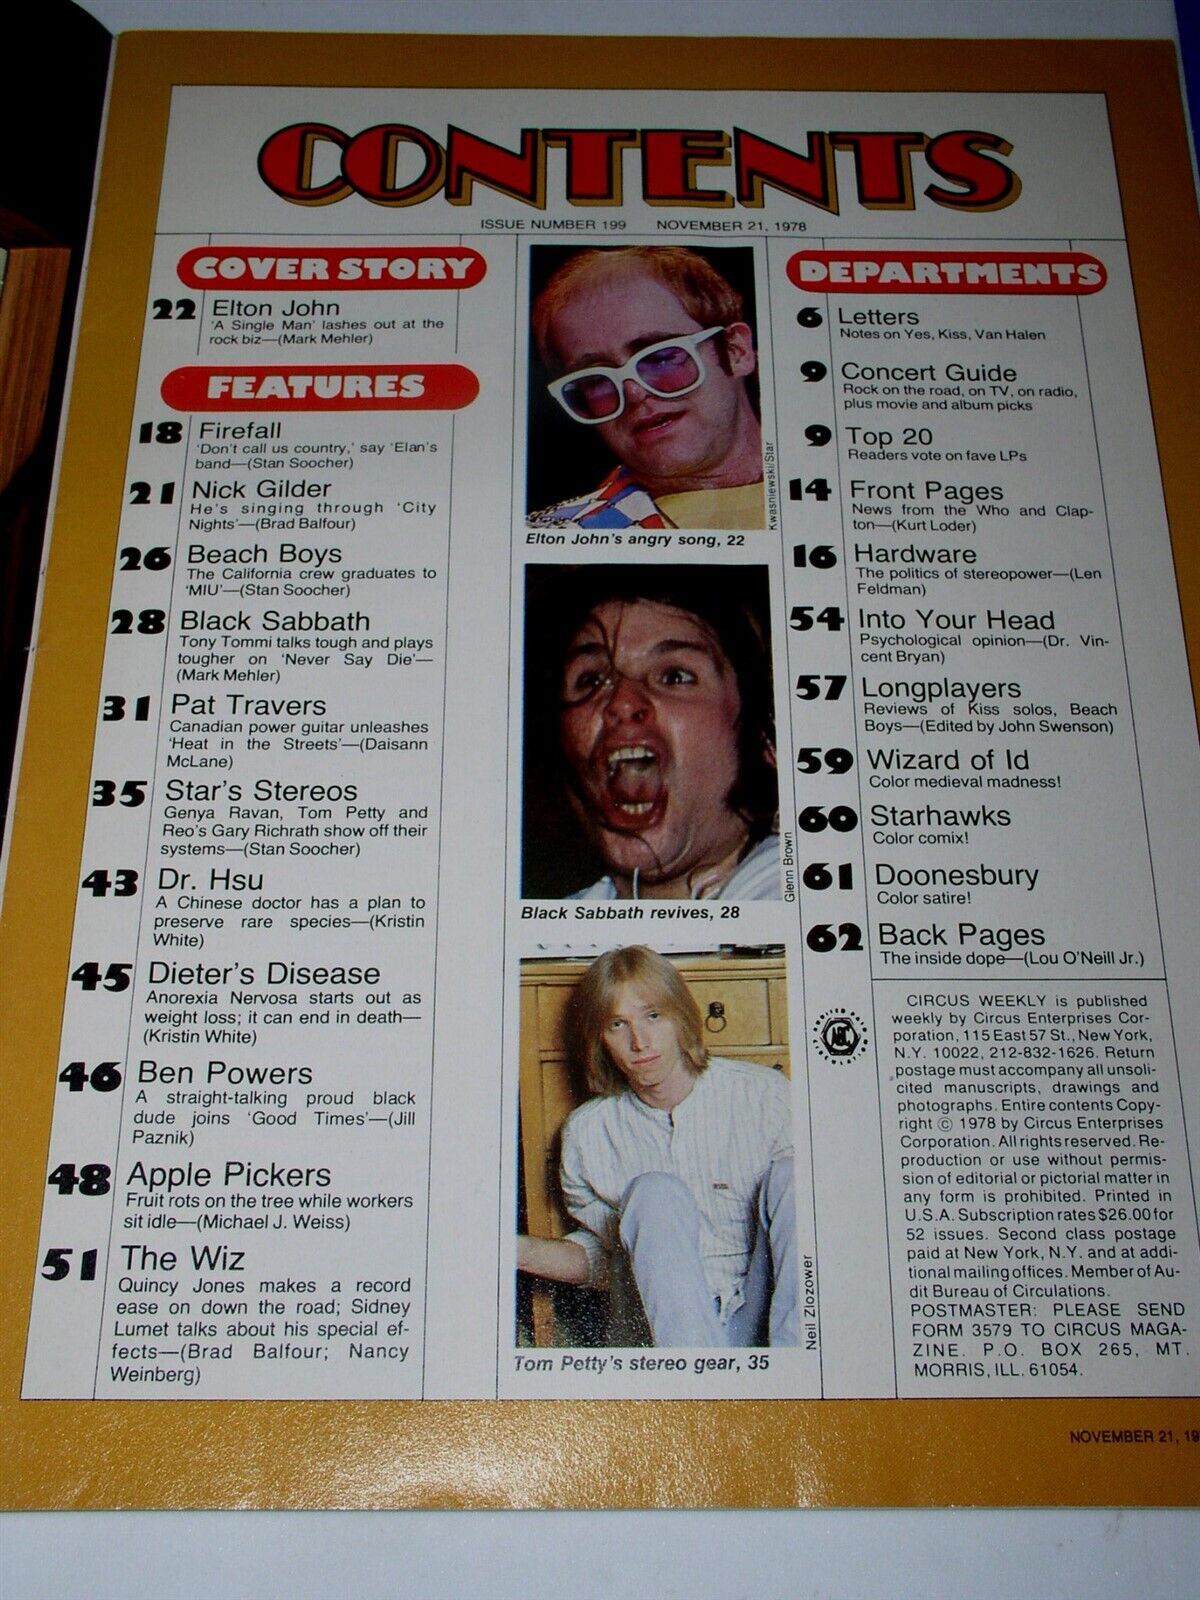 CONTENTS
ISSUE NUMBER 199 NOVEMBER 21, 1978
COVER STORY
22 Elton John
'A Single Man' lashes out at the
rock biz—(Mark Mehler)
FEATURES
18 Firefall
'Don't call us country,' say 'Elan's
band—(Stan Soocher)
21 Nick Gilder
He's singing through 'City
Nights'—(Brad Balfour)
26 Beach Boys
The California crew graduates to
'MIU'—(Stan Soocher)
28 Black Sabbath
Tony Tommi talks tough and plays
tougher on 'Never Say Die'—
(Mark Mehler)
31 Pat Travers
Canadian power guitar unleashes
'Heat in the Streets'—(Daisann
McLane)
35 Star's Stereos
Genya Ravan, Tom Petty and
Reo's Gary Richrath show off their
systems—(Stan Soocher)
43 Dr. Hsu
A Chinese doctor has a plan to
preserve rare species—(Kristin
White)
45 Dieter's Disease
Anorexia Nervosa starts out as
weight loss; it can end in death—
(Kristin White)
46 Ben Powers
A straight-talking proud black
dude joins 'Good Times'—(Jill
Paznik)
48 Apple Pickers
Fruit rots on the tree while workers
sit idle—(Michael J. Weiss)
51 The Wiz
Quincy Jones makes a record
ease on down the road; Sidney
Lumet talks about his special ef-
fects—(Brad Balfour; Nancy
Weinberg)
Kwasniewski/Star
Elton John's angry song, 22
Glenn Brown
Black Sabbath revives, 28
Neil Zlozower
Tom Petty's stereo gear, 35
DEPARTMENTS
6 Letters
Notes on Yes, Kiss, Van Halen
9 Concert Guide
Rock on the road, on TV, on radio,
plus movie and album picks
9 Top 20
Readers vote on fave LPs
14 Front Pages
News from the Who and Clap-
ton—(Kurt Loder)
16 Hardware
The politics of stereopower—(Len
Feldman)
54 Into Your Head
Psychological opinion—(Dr. Vin-
cent Bryan)
57 Longplayers
Reviews of Kiss solos, Beach
Boys—(Edited by John Swenson)
59 Wizard of Id
Color medieval madness!
60 Starhawks
Color comix!
61 Doonesbury
Color satire!
62 Back Pages
The inside dope—(Lou O'Neill Jr.)
AUDITED PAID
ABC
CIRCULATION
CIRCUS WEEKLY is published
weekly by Circus Enterprises Cor-
poration, 115 East 57 St., New York,
N.Y. 10022, 212-832-1626. Return
postage must accompany all unsoli-
cited manuscripts, drawings and
photographs. Entire contents Copy-
right © 1978 by Circus Enterprises
Corporation. All rights reserved. Re-
production or use without permis-
sion of editorial or pictorial matter in
any form is prohibited. Printed in
U.S.A. Subscription rates $26.00 for
52 issues. Second class postage
paid at New York, N.Y. and at addi-
tional mailing offices. Member of Au-
dit Bureau of Circulations.
POSTMASTER: PLEASE SEND
FORM 3579 TO CIRCUS MAGA-
ZINE. P.O. BOX 265, MT.
MORRIS, ILL. 61054.
NOVEMBER 21, 19